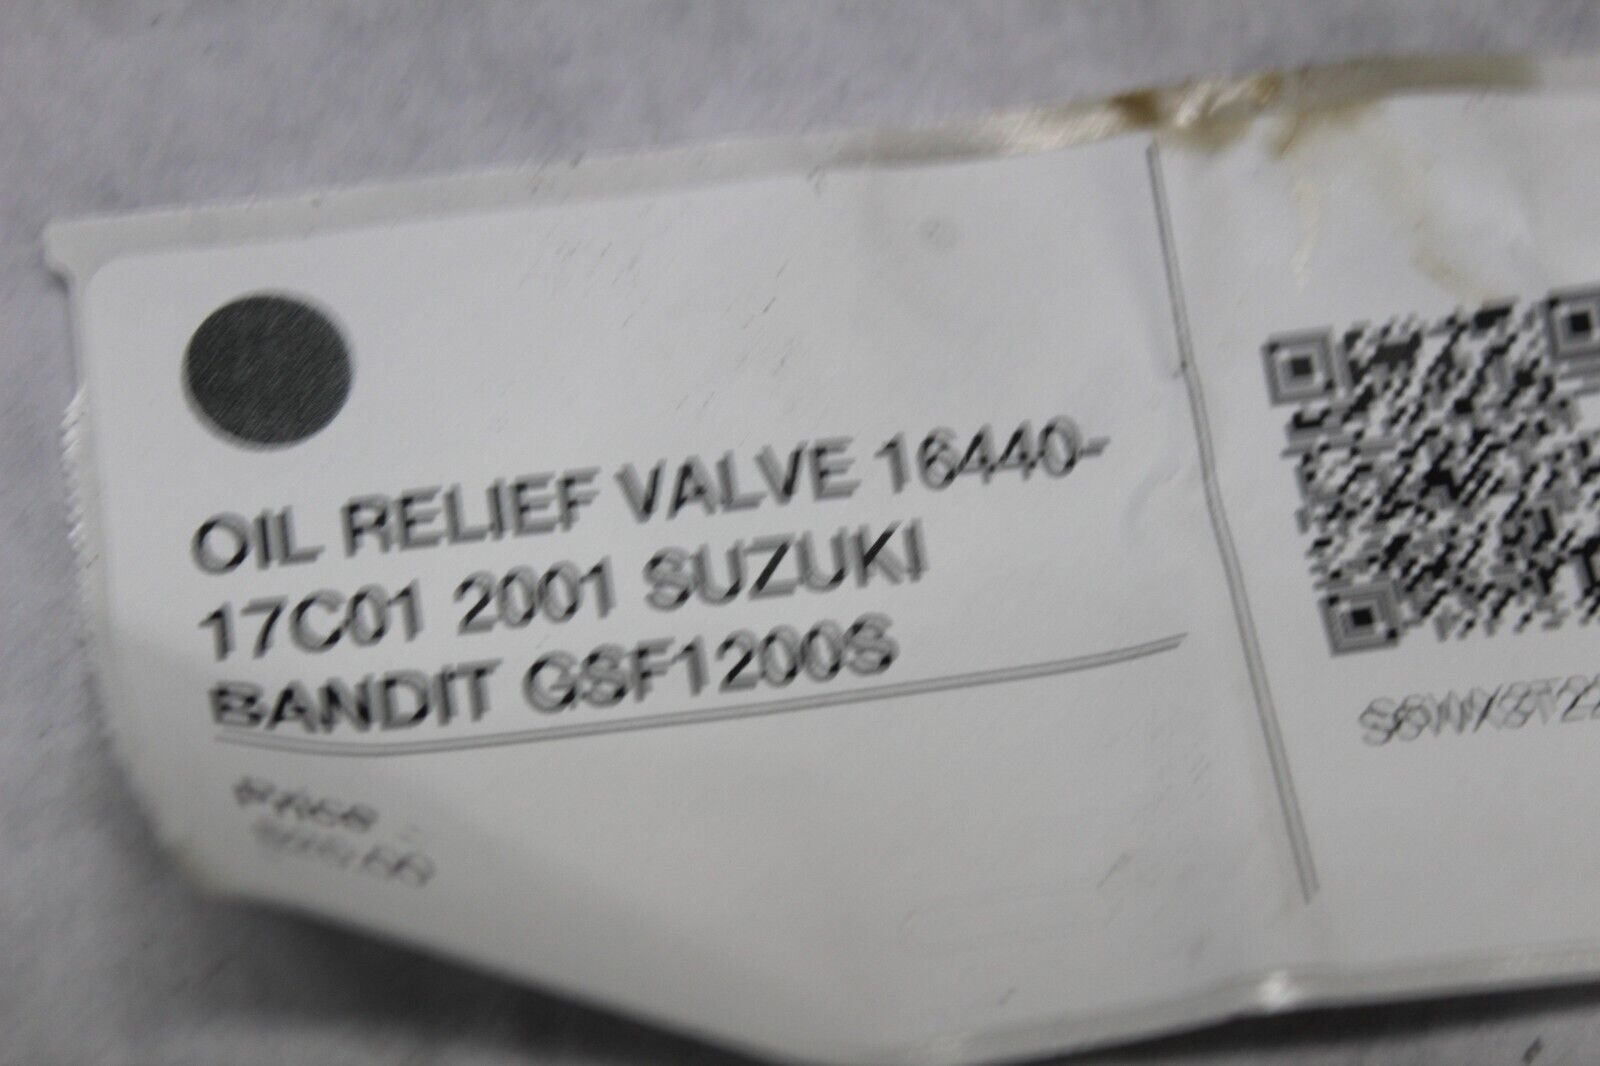 OIL RELIEF VALVE 16440-
17C01 2001 SUZUKI
BANDIT GSF1200S